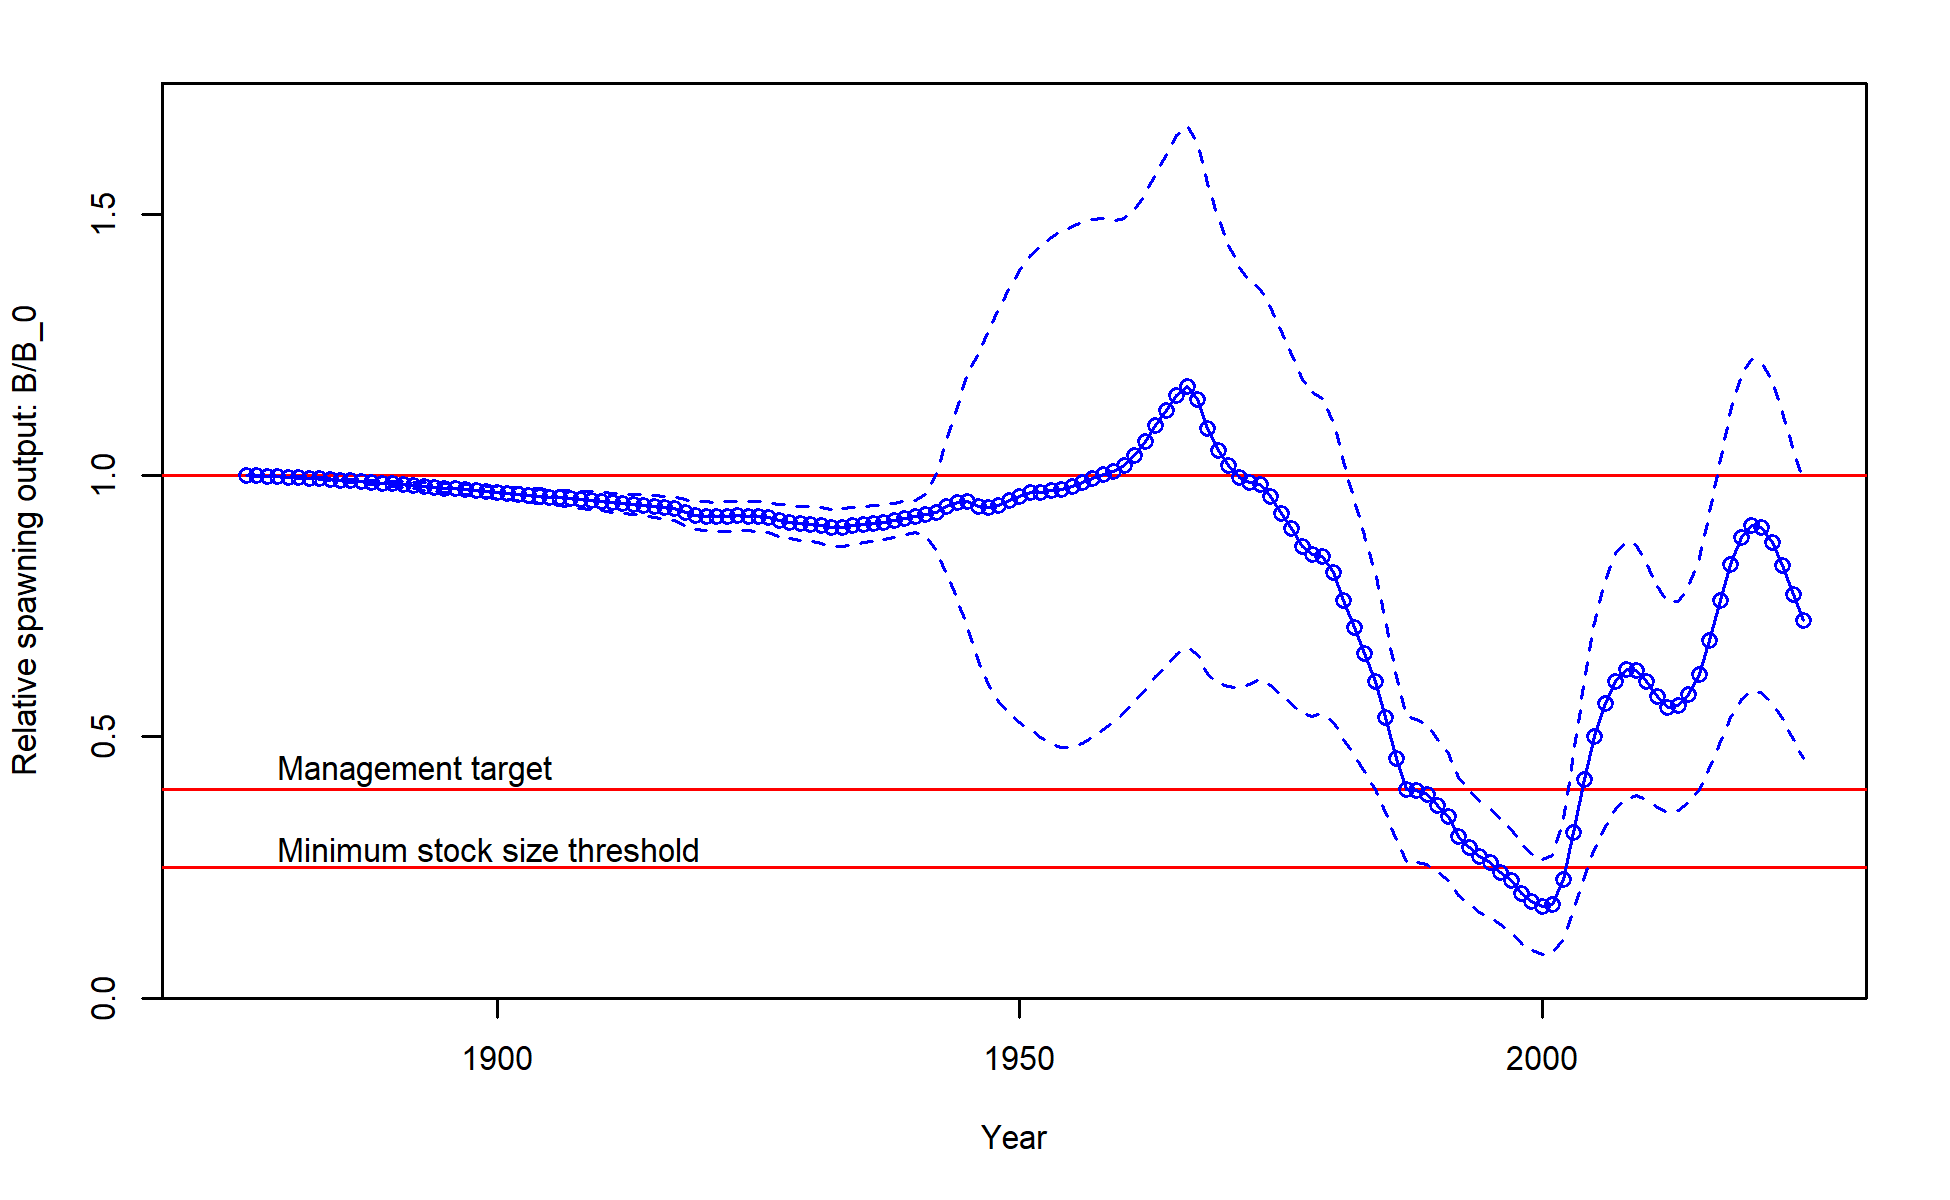 Relative spawning output: B/B_0
1.5
1.0
0.5
0.0
Management target
Minimum stock size threshold
1900
1950
2000
Year